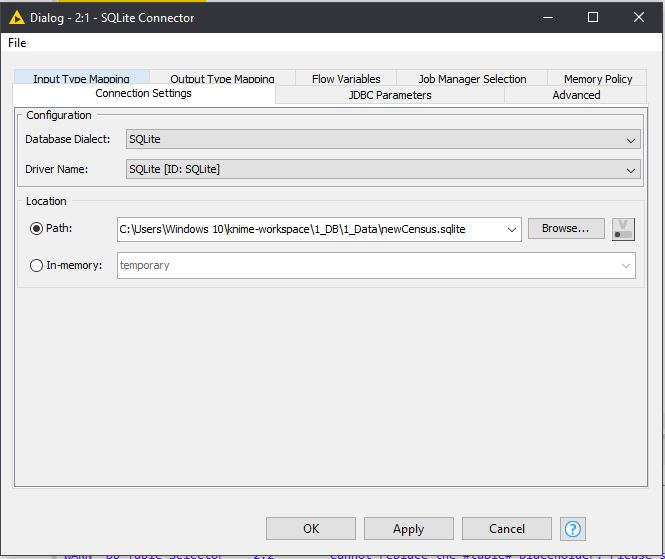 Dialog - 2:1 - SQLite Connector
File
Input Type Mapping Output Type Mapping Flow Variables Job Manager Selection Memory Policy
Connection Settings JDBC Parameters Advanced
Configuration
Database Dialect: SQLite
Driver Name: SQLite [ID: SQLite]
Location
Path: C:\Users\Windows 10\knime-workspace\1_DB\1_Data\newCensus.sqlite Browse...
In-memory: temporary
OK Apply Cancel ?
WARN DB Table Selector 2:2 Cannot replace the #table# placeholder. Please s